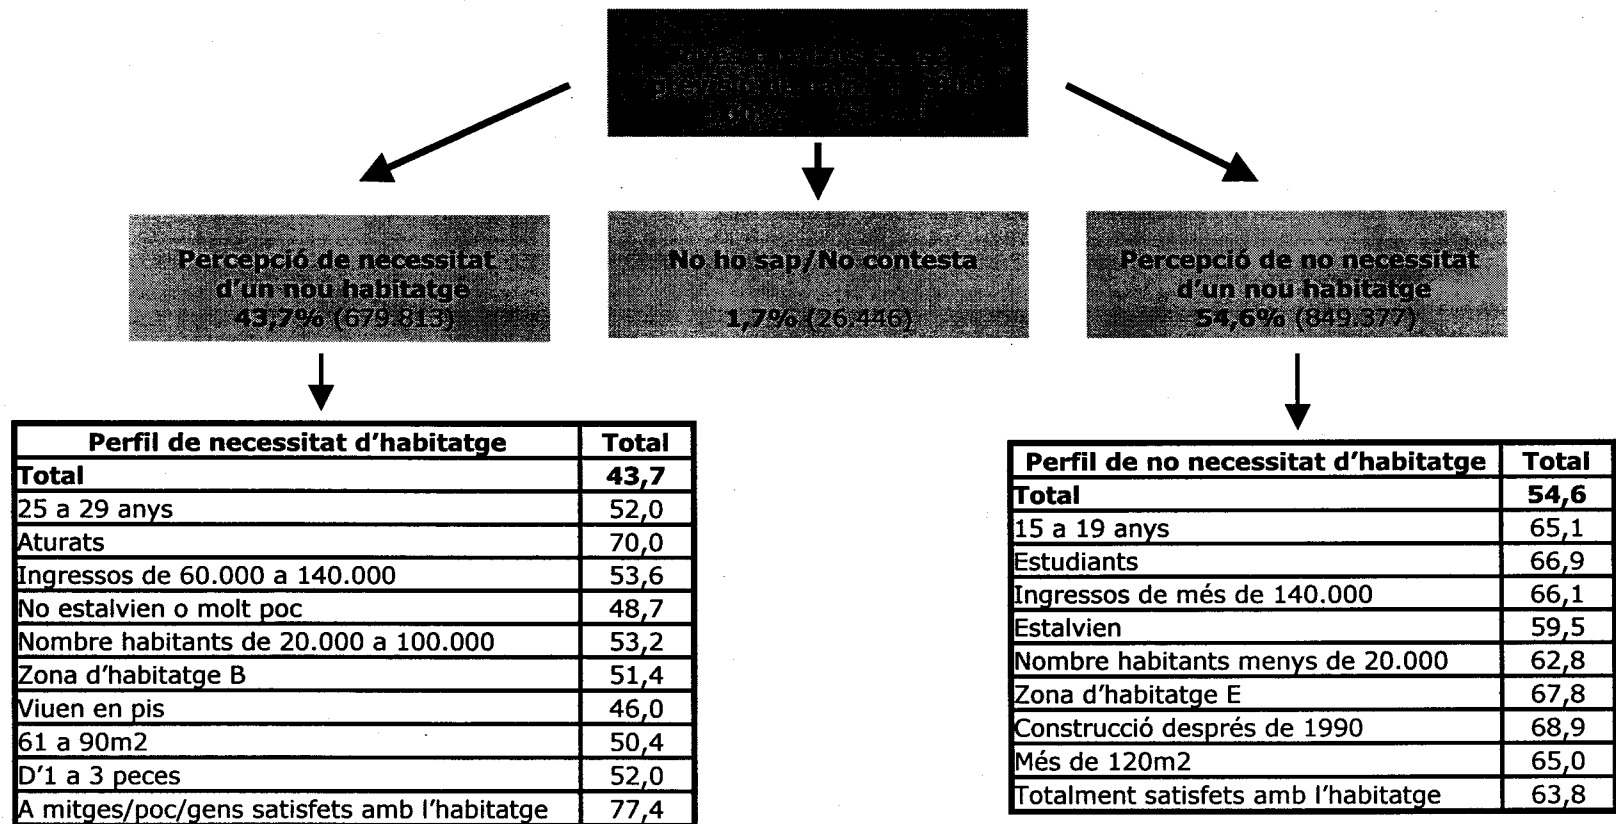 Percepció de necessitat
d'un nou habitatge
43,7% (679.813)
No ho sap/No contesta
1,7% (26.446)
Percepció de no necessitat
d'un nou habitatge
54,6% (849.377)
Perfil de necessitat d'habitatge Total
Total 43,7
25 a 29 anys 52,0
Aturats 70,0
Ingressos de 60.000 a 140.000 53,6
No estalvien o molt poc 48,7
Nombre habitants de 20.000 a 100.000 53,2
Zona d'habitatge B 51,4
Viuen en pis 46,0
61 a 90m2 50,4
D'1 a 3 peces 52,0
A mitges/poc/gens satisfets amb l'habitatge 77,4
Perfil de no necessitat d'habitatge Total
Total 54,6
15 a 19 anys 65,1
Estudiants 66,9
Ingressos de més de 140.000 66,1
Estalvien 59,5
Nombre habitants menys de 20.000 62,8
Zona d'habitatge E 67,8
Construcció després de 1990 68,9
Més de 120m2 65,0
Totalment satisfets amb l'habitatge 63,8